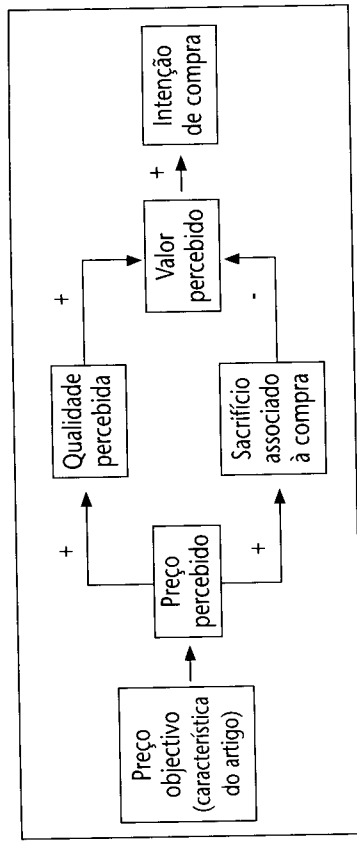 Preço
objectivo
(característica
do artigo)
Preço
percebido
+
+
Qualidade
percebida
Sacrifício
associado
à compra
+
-
Valor
percebido
+
Intenção
de compra